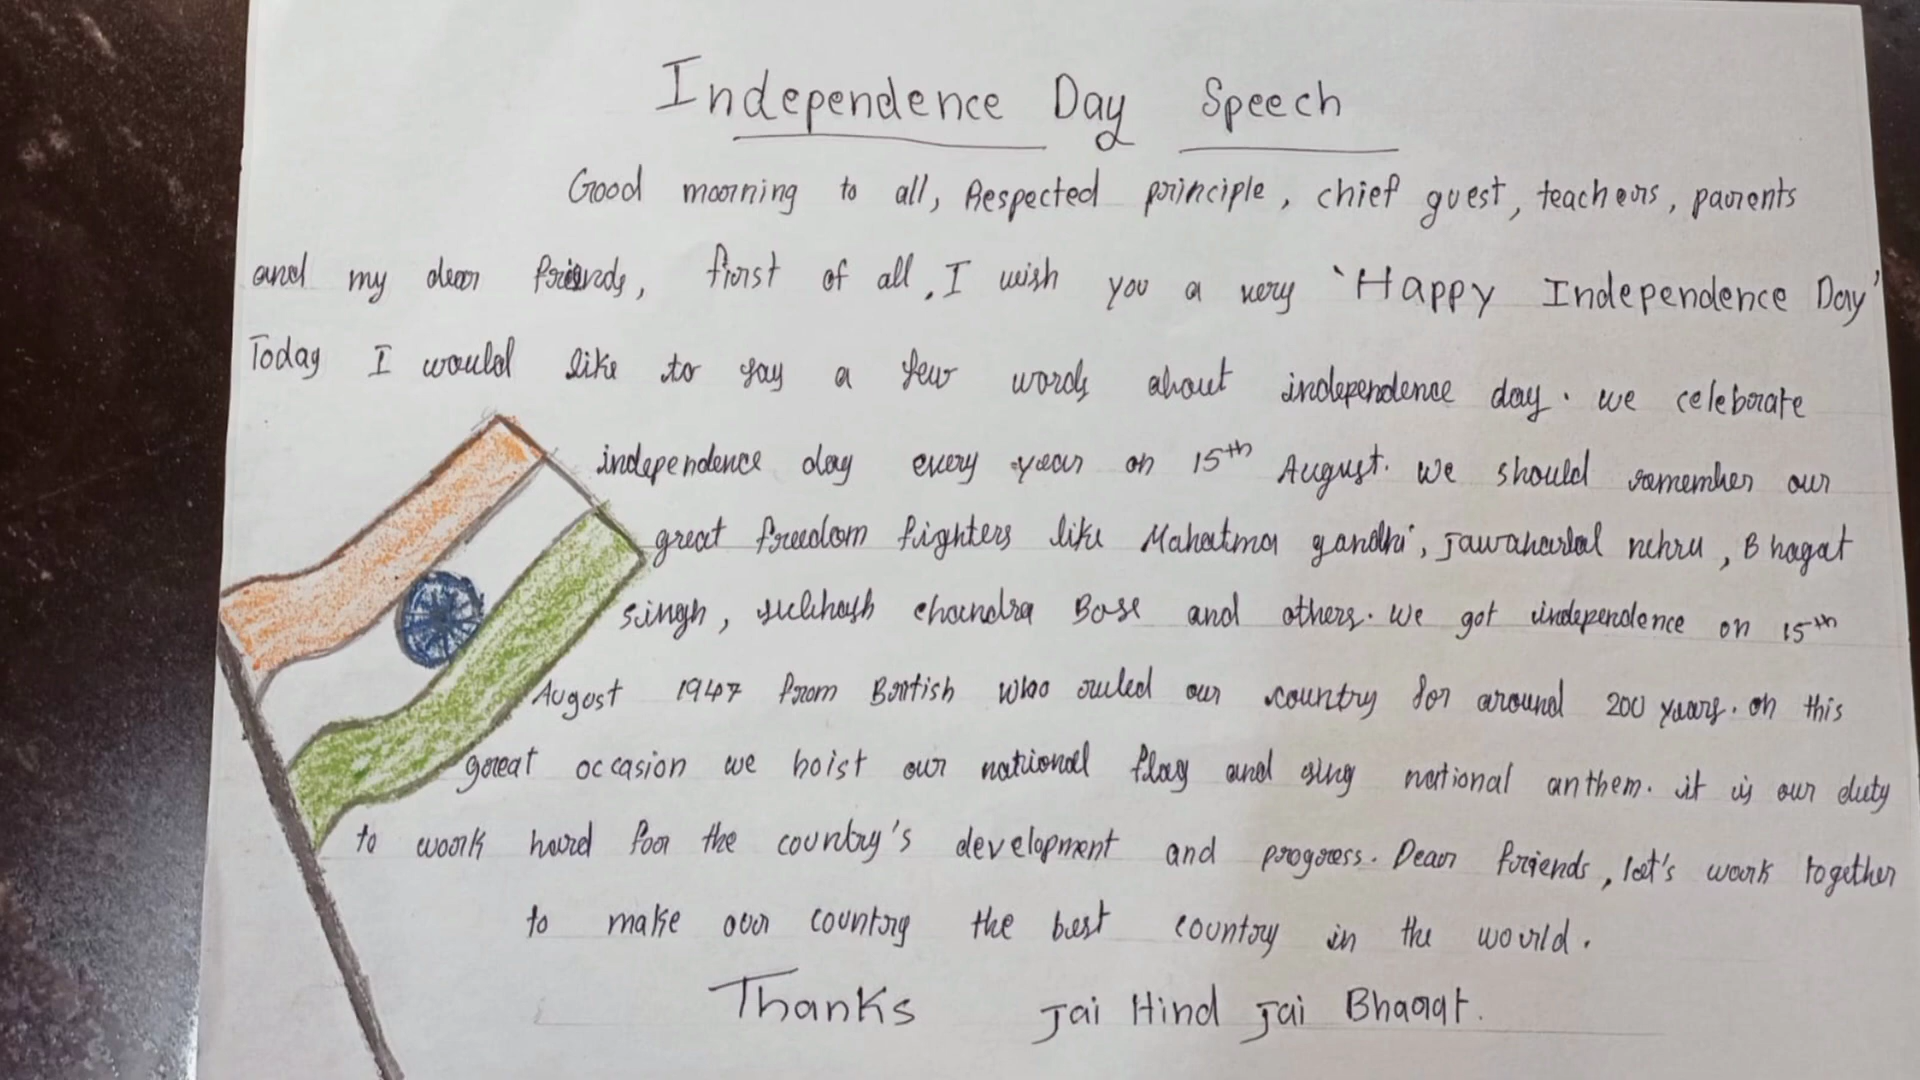 Independence Day Speech
Good morning to all, Respected principle, chief guest, teachers, parents
and my dear friends, first of all, I wish you a very 'Happy Independence Day'
Today I would like to say a few words about independence day. we celebrate
independence day every year on 15th August. We should remember our
great freedom fighters like Mahatma gandhi, Jawaharlal nehru, Bhagat
singh, subhash chandra Bose and others. We got independence on 15th
August 1947 from British who ruled our country for around 200 years. on this
great occasion we hoist our national flag and sing national anthem. it is our duty
to work hard for the country's development and progress. Dear friends, let's work together
to make our country the best country in the world.
Thanks Jai Hind Jai Bharat.